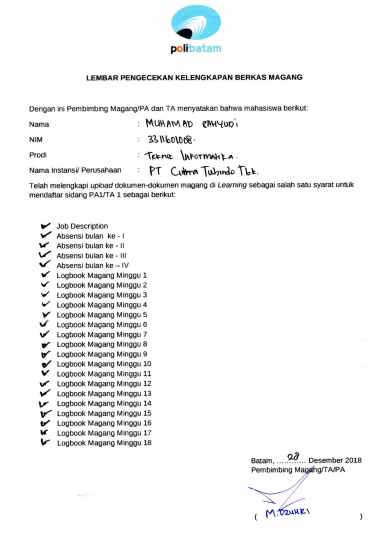 polibatam
LEMBAR PENGECEKAN KELENGKAPAN BERKAS MAGANG
Dengan ini Pembimbing Magang/PA dan TA menyatakan bahwa mahasiswa berikut:
Nama : MUHAMAD RAHYUDI
NIM : 3311601008.
Prodi : Teknik Informatika.
Nama Instansi/ Perusahaan : PT Citra Tubindo Tbk.
Telah melengkapi upload dokumen-dokumen magang di Learning sebagai salah satu syarat untuk
mendaftar sidang PA1/TA 1 sebagai berikut:
✓ Job Description
✓ Absensi bulan ke - I
✓ Absensi bulan ke - II
✓ Absensi bulan ke - III
✓ Absensi bulan ke – IV
✓ Logbook Magang Minggu 1
✓ Logbook Magang Minggu 2
✓ Logbook Magang Minggu 3
✓ Logbook Magang Minggu 4
✓ Logbook Magang Minggu 5
✓ Logbook Magang Minggu 6
✓ Logbook Magang Minggu 7
✓ Logbook Magang Minggu 8
✓ Logbook Magang Minggu 9
✓ Logbook Magang Minggu 10
✓ Logbook Magang Minggu 11
✓ Logbook Magang Minggu 12
✓ Logbook Magang Minggu 13
✓ Logbook Magang Minggu 14
✓ Logbook Magang Minggu 15
✓ Logbook Magang Minggu 16
✓ Logbook Magang Minggu 17
✓ Logbook Magang Minggu 18
Batam, ...28... Desember 2018
Pembimbing Magang/TA/PA
( M. DZUHRI )